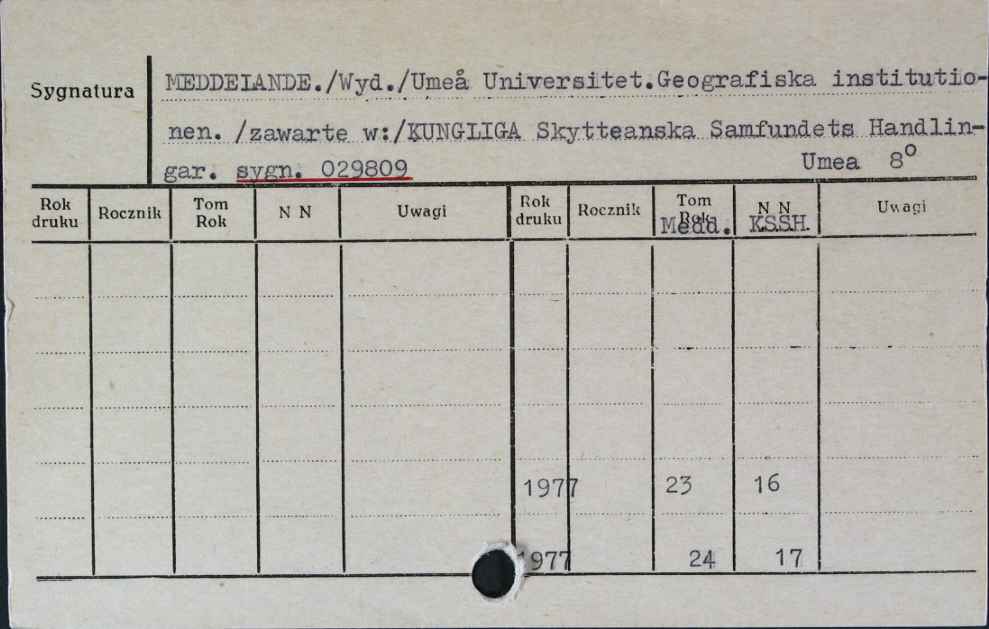 Sygnatura
MEDDELANDE./Wyd./Umeå Universitet.Geografiska institutio-
nen. /zawarte w:/KUNGLIGA Skytteanska Samfundets Handlin-
gar. sygn. 029809 Umea 8°
Rok druku Rocznik Tom Rok N N Uwagi Rok druku Rocznik Tom Rok Medd. N N KSSH. Uwagi
1977 23 16
1977 24 17